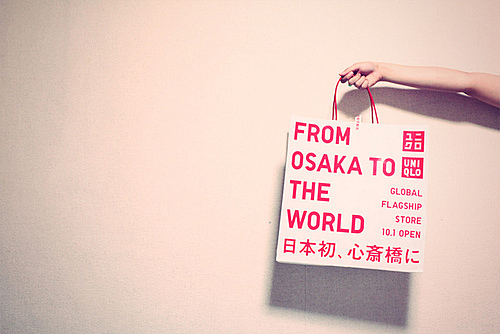 FROM
OSAKA TO
THE
WORLD
ユニ
クロ
UNI
QLO
GLOBAL
FLAGSHIP
STORE
10.1 OPEN
日本初、心斎橋に